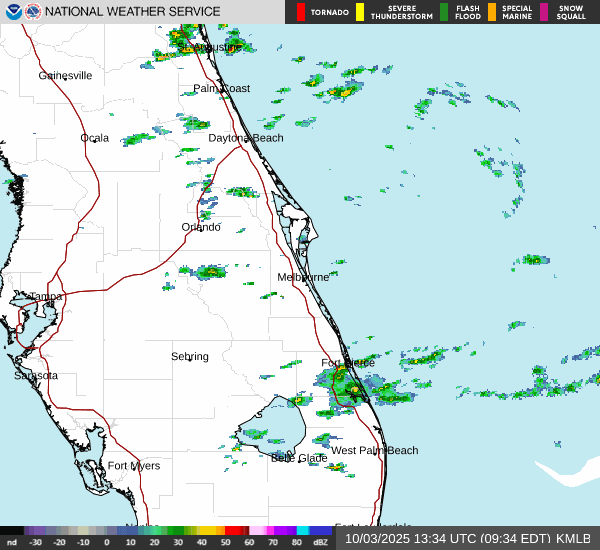 NATIONAL WEATHER SERVICE
TORNADO
SEVERE THUNDERSTORM
FLASH FLOOD
SPECIAL MARINE
SNOW SQUALL
St. Augustine
Gainesville
Palm Coast
Ocala
Daytona Beach
Orlando
Melbourne
Tampa
Sebring
Fort Pierce
Sarasota
West Palm Beach
Belle Glade
Fort Myers
Fort Lauderdale
nd -30 -20 -10 0 10 20 30 40 50 60 70 80 dBZ
10/03/2025 13:34 UTC (09:34 EDT) KMLB